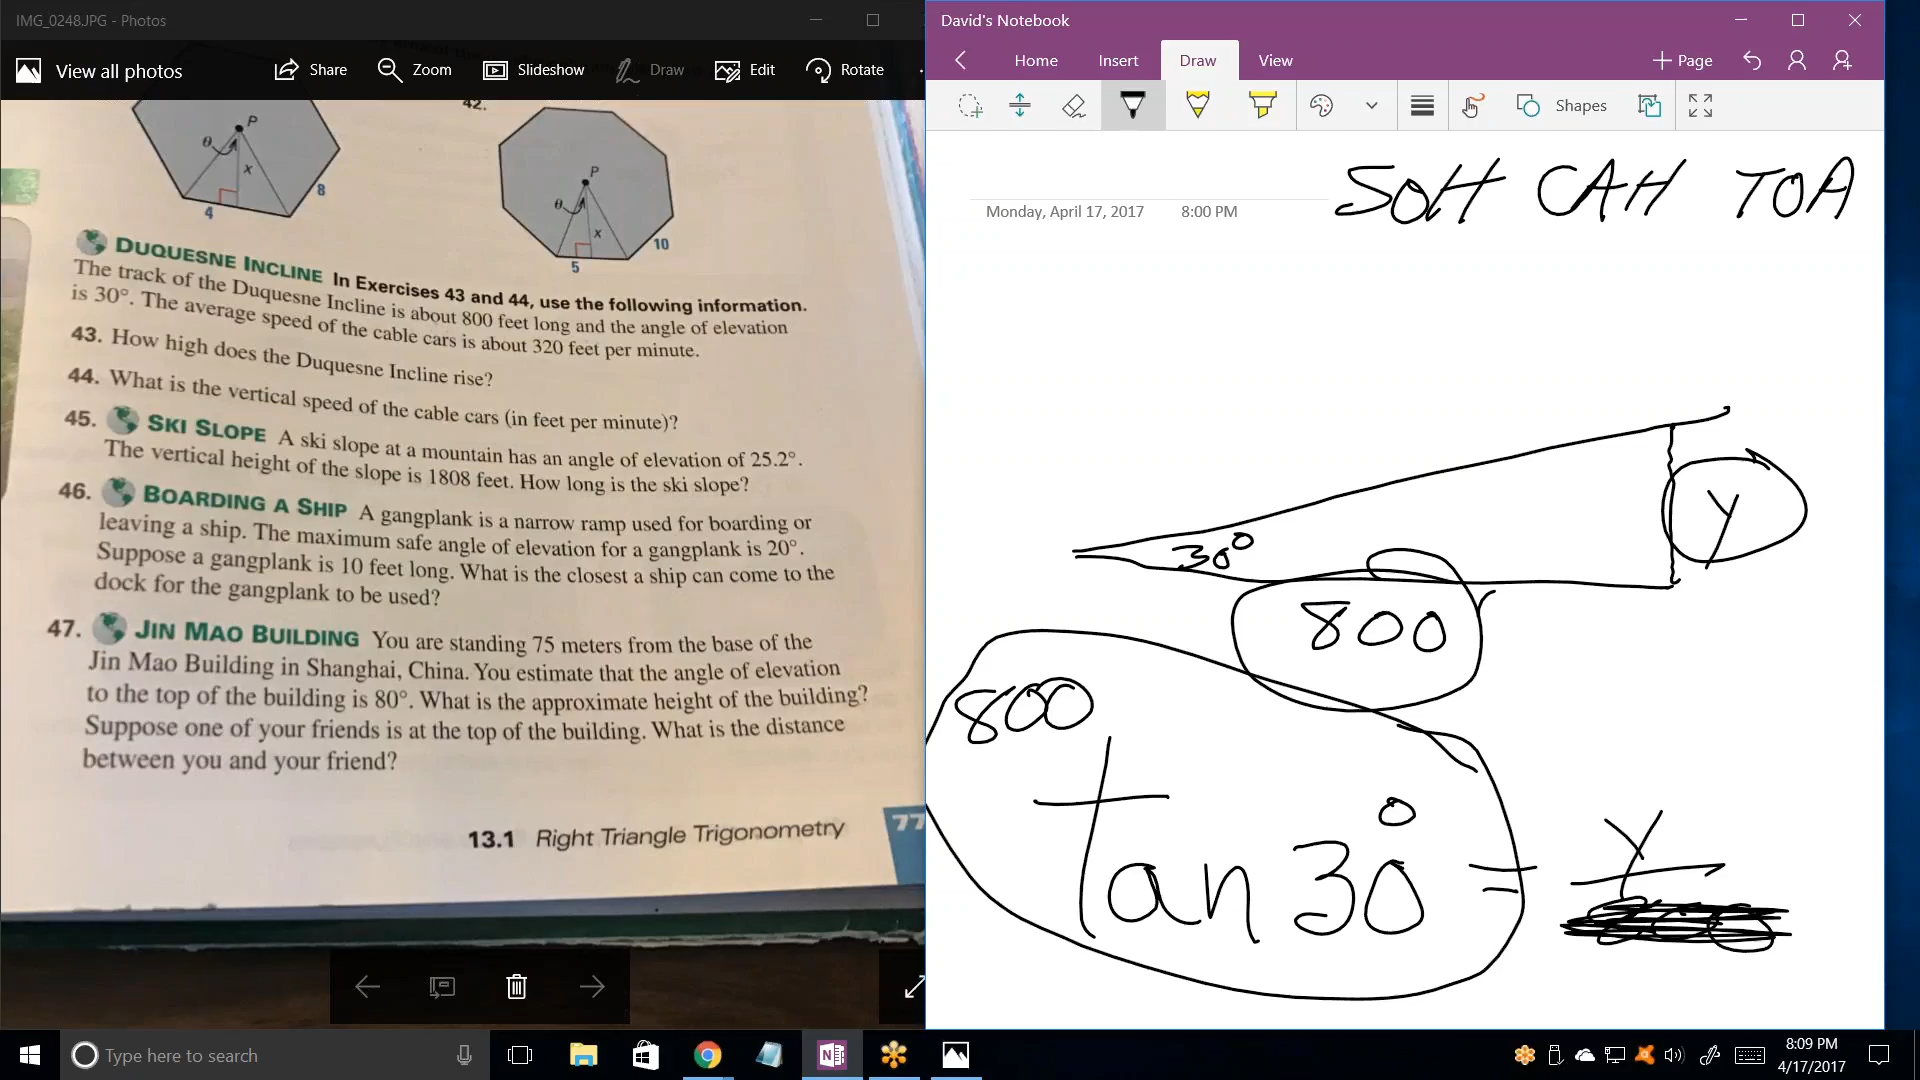 IMG_0248.JPG - Photos
View all photos
Share
Zoom
Slideshow
Draw
Edit
Rotate
42.
P
θ
x
8
4
P
θ
x
10
5
DUQUESNE INCLINE In Exercises 43 and 44, use the following information.
The track of the Duquesne Incline is about 800 feet long and the angle of elevation
is 30°. The average speed of the cable cars is about 320 feet per minute.
43. How high does the Duquesne Incline rise?
44. What is the vertical speed of the cable cars (in feet per minute)?
45. SKI SLOPE A ski slope at a mountain has an angle of elevation of 25.2°.
The vertical height of the slope is 1808 feet. How long is the ski slope?
46. BOARDING A SHIP A gangplank is a narrow ramp used for boarding or
leaving a ship. The maximum safe angle of elevation for a gangplank is 20°.
Suppose a gangplank is 10 feet long. What is the closest a ship can come to the
dock for the gangplank to be used?
47. JIN MAO BUILDING You are standing 75 meters from the base of the
Jin Mao Building in Shanghai, China. You estimate that the angle of elevation
to the top of the building is 80°. What is the approximate height of the building?
Suppose one of your friends is at the top of the building. What is the distance
between you and your friend?
13.1 Right Triangle Trigonometry
77
David's Notebook
Home
Insert
Draw
View
Page
Shapes
SOH CAH TOA
Monday, April 17, 2017 8:00 PM
30°
Y
800
800
tan 30° = Y
Type here to search
8:09 PM
4/17/2017